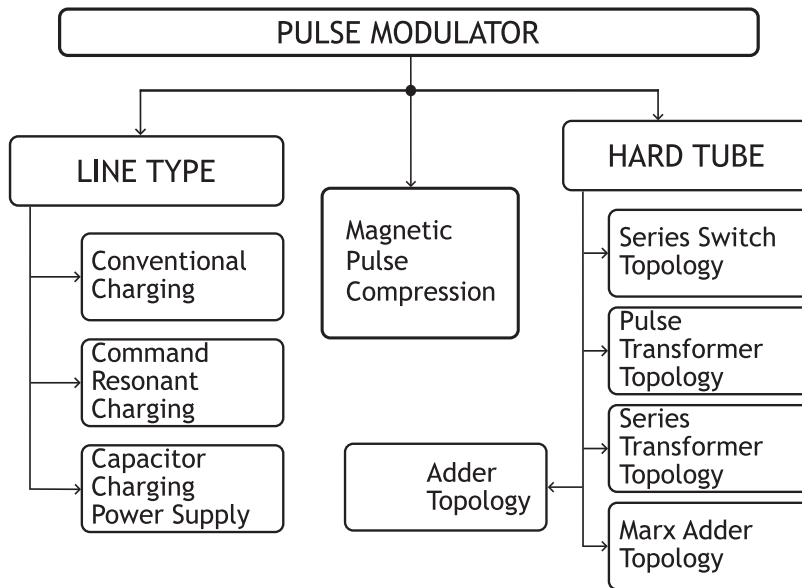 PULSE MODULATOR
LINE TYPE
Conventional
Charging
Command
Resonant
Charging
Capacitor
Charging
Power Supply
Magnetic
Pulse
Compression
HARD TUBE
Series Switch
Topology
Pulse
Transformer
Topology
Series
Transformer
Topology
Adder
Topology
Marx Adder
Topology